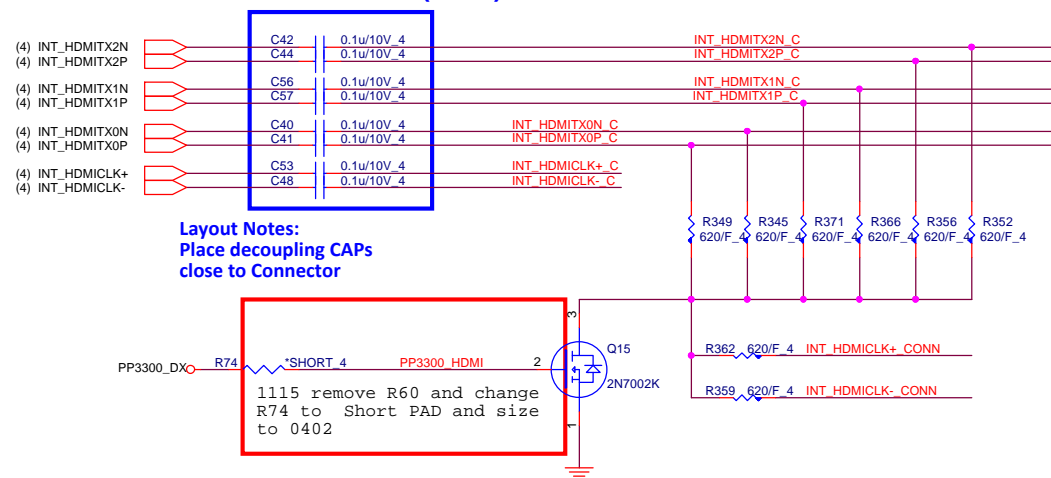 (4) INT_HDMITX2N C42 0.1u/10V_4 INT_HDMITX2N_C
(4) INT_HDMITX2P C44 0.1u/10V_4 INT_HDMITX2P_C
(4) INT_HDMITX1N C56 0.1u/10V_4 INT_HDMITX1N_C
(4) INT_HDMITX1P C57 0.1u/10V_4 INT_HDMITX1P_C
(4) INT_HDMITX0N C40 0.1u/10V_4 INT_HDMITX0N_C
(4) INT_HDMITX0P C41 0.1u/10V_4 INT_HDMITX0P_C
(4) INT_HDMICLK+ C53 0.1u/10V_4 INT_HDMICLK+_C
(4) INT_HDMICLK- C48 0.1u/10V_4 INT_HDMICLK-_C
Layout Notes:
Place decoupling CAPs
close to Connector
R349 R345 R371 R366 R356 R352
620/F_4 620/F_4 620/F_4 620/F_4 620/F_4 620/F_4
3
PP3300_DX R74 *SHORT_4 PP3300_HDMI 2
Q15
2N7002K
1
1115 remove R60 and change
R74 to Short PAD and size
to 0402
R362 620/F_4 INT_HDMICLK+_CONN
R359 620/F_4 INT_HDMICLK-_CONN